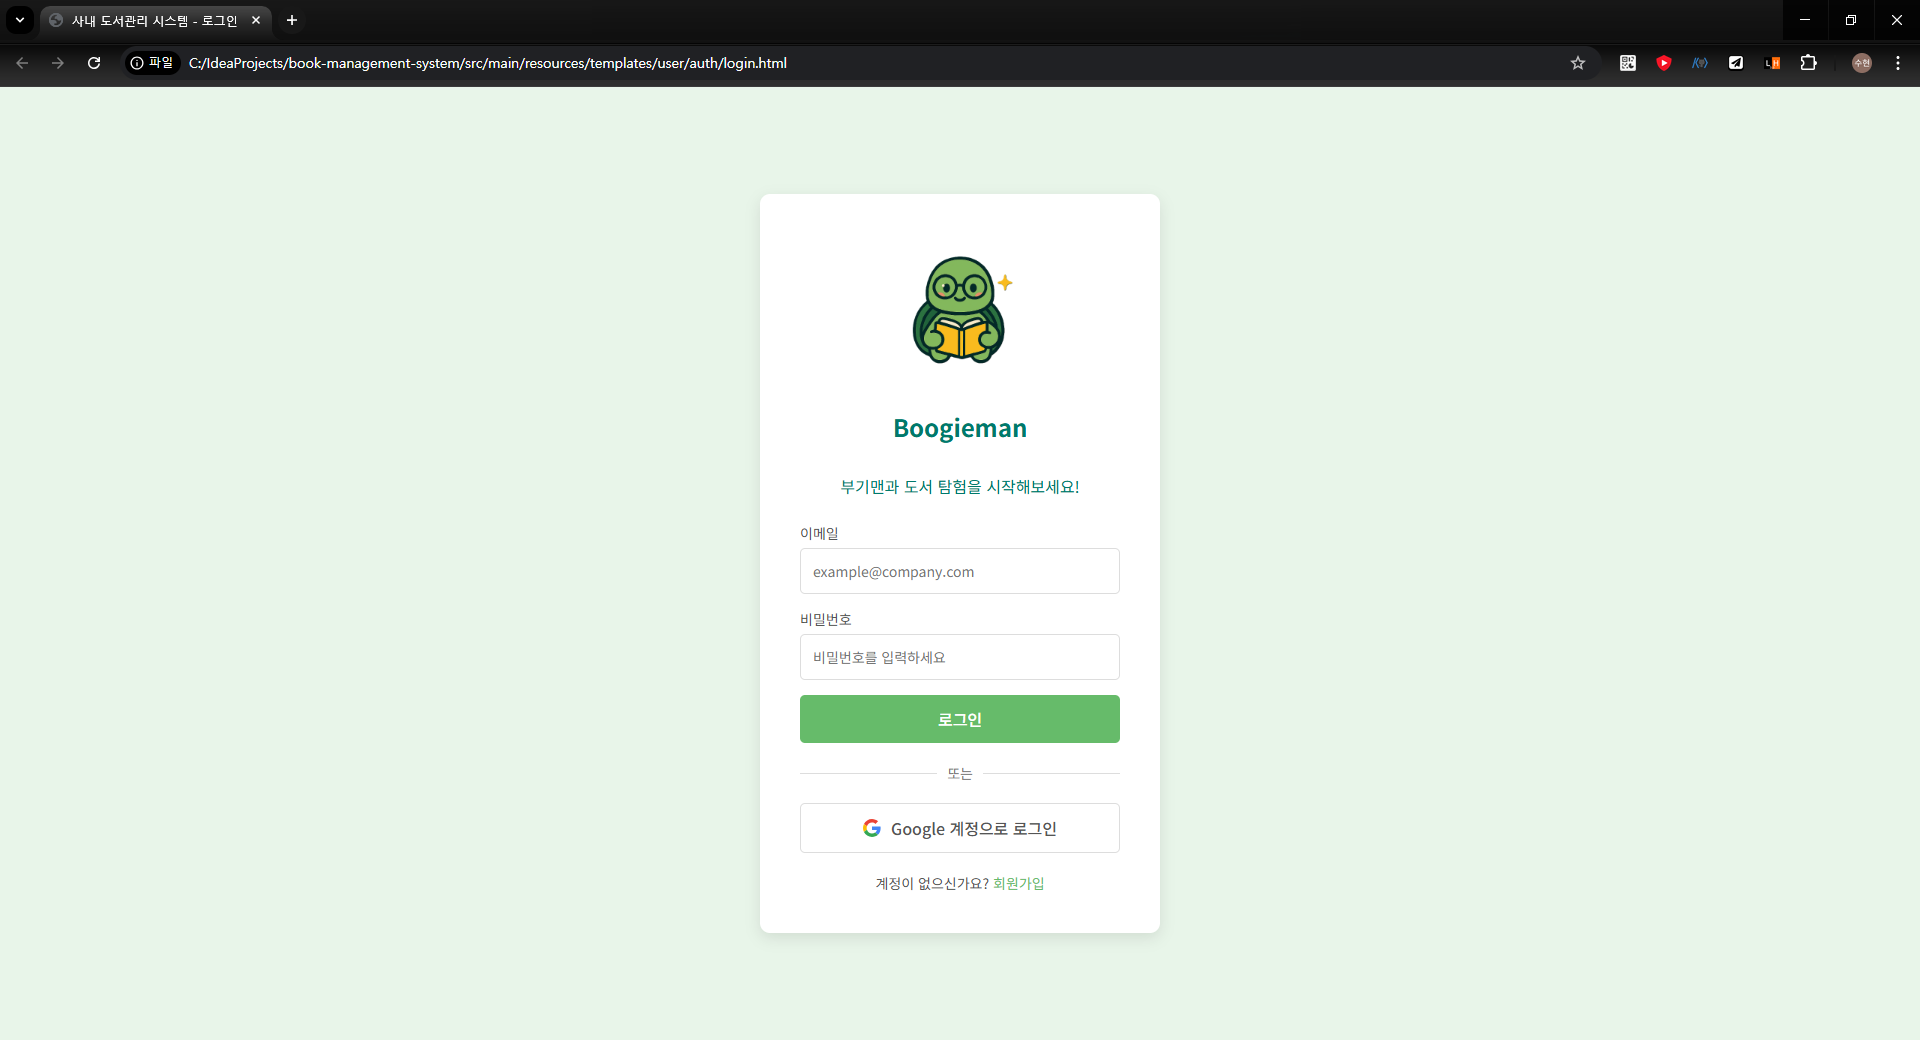 사내 도서관리 시스템 - 로그인
파일
C:/IdeaProjects/book-management-system/src/main/resources/templates/user/auth/login.html
수현
Boogieman
부기맨과 도서 탐험을 시작해보세요!
이메일
example@company.com
비밀번호
비밀번호를 입력하세요
로그인
또는
Google 계정으로 로그인
계정이 없으신가요? 회원가입